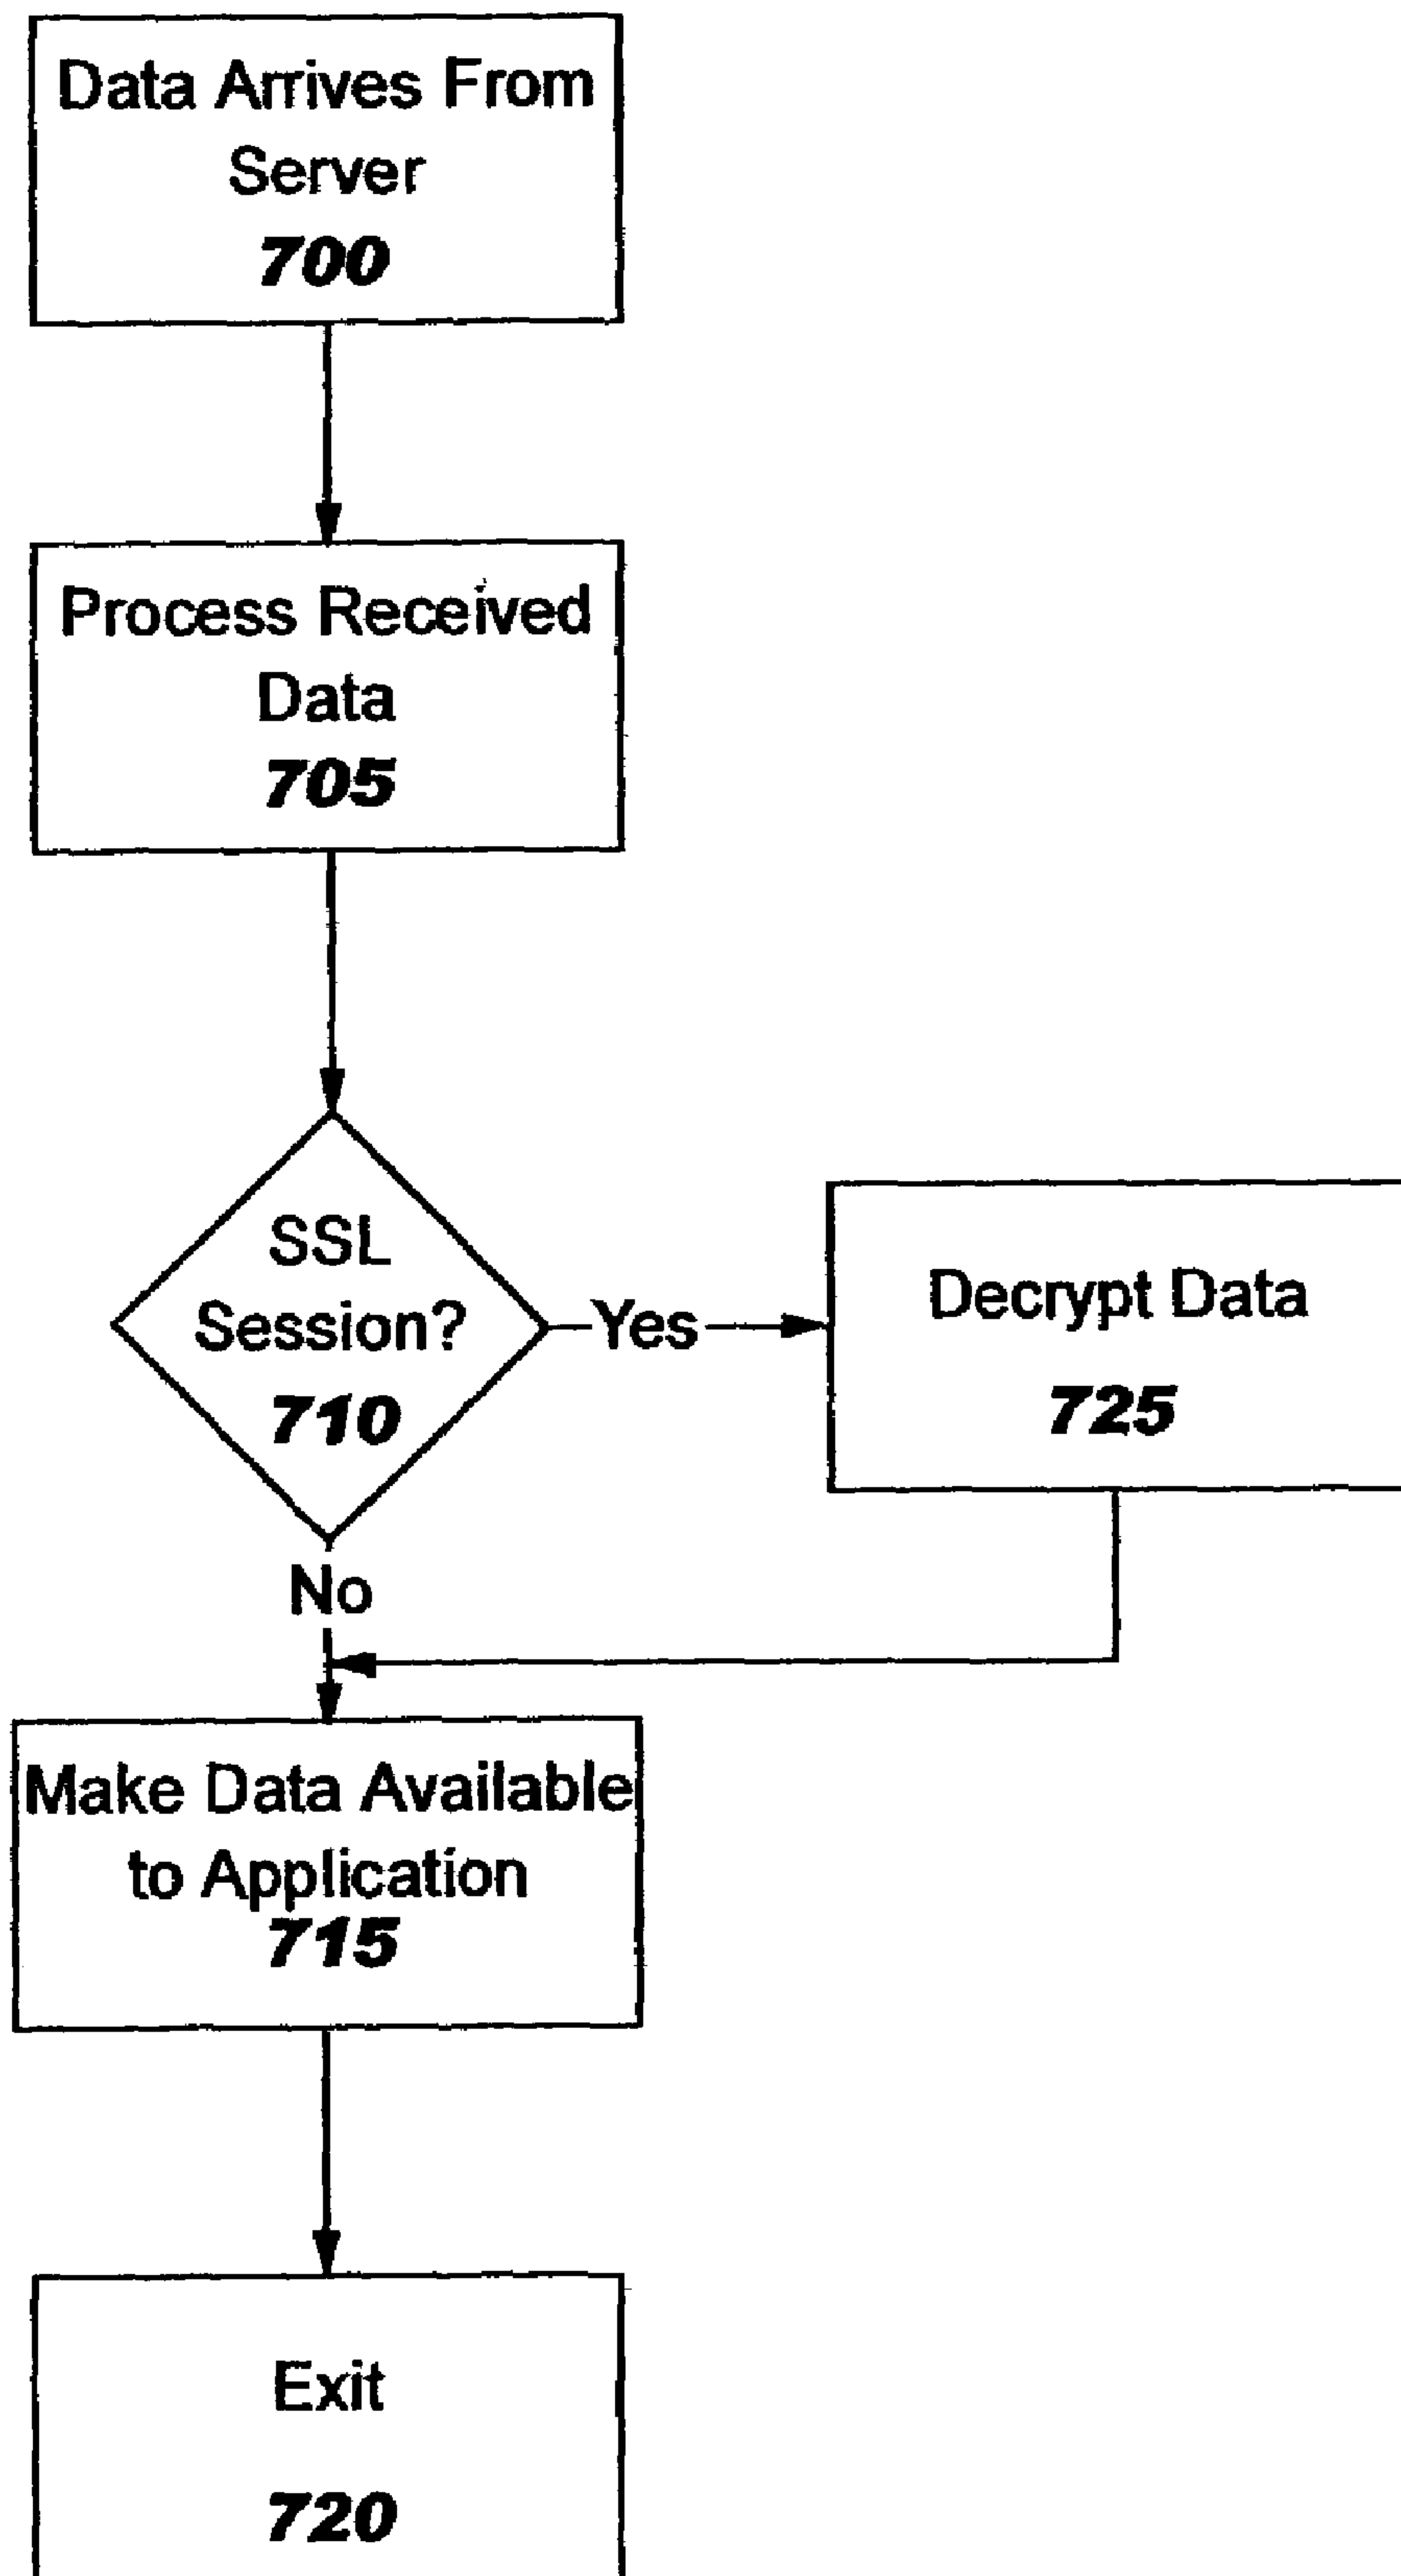 Data Arrives From
Server
700
Process Received
Data
705
SSL
Session?
710
Yes
Decrypt Data
725
No
Make Data Available
to Application
715
Exit
720